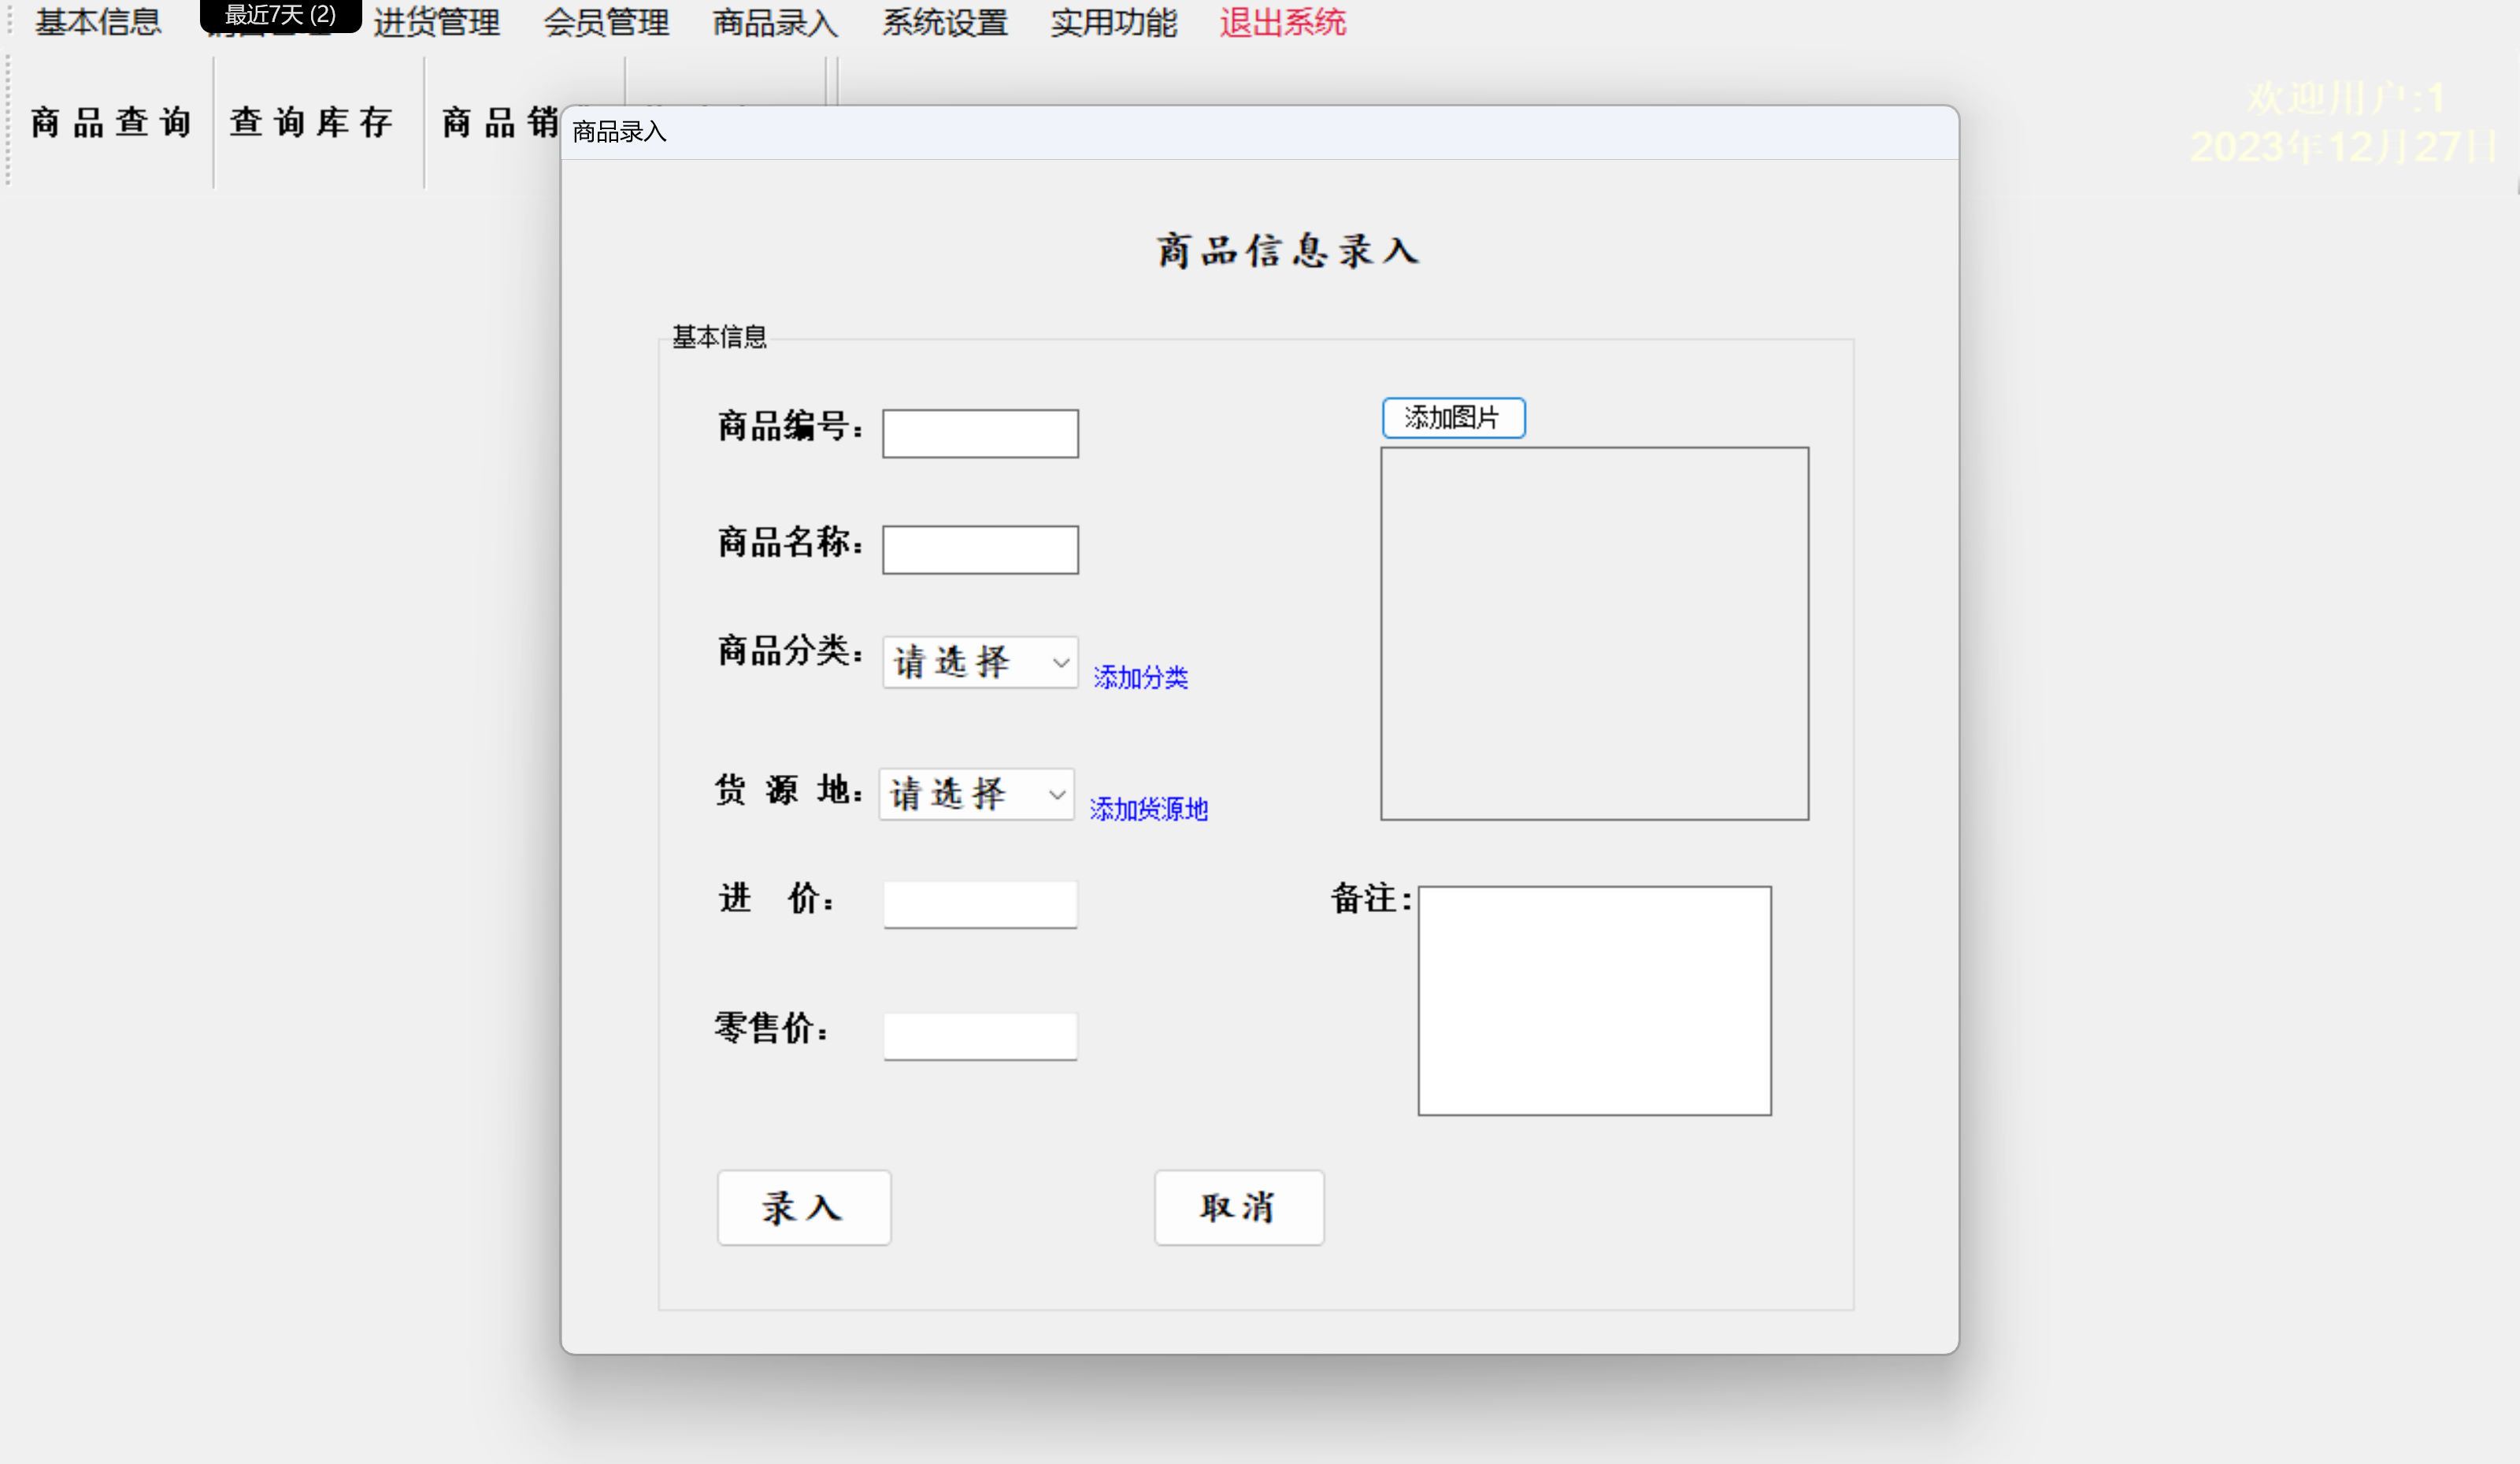 基本信息 最近7天 (2) 进货管理 会员管理 商品录入 系统设置 实用功能 退出系统
商品查询 查询库存 商品销
欢迎用户:1
2023年12月27日
商品录入
商品信息录入
基本信息
商品编号：
添加图片
商品名称：
商品分类： 请选择 添加分类
货 源 地： 请选择 添加货源地
进 价：
备注：
零售价：
录入 取消